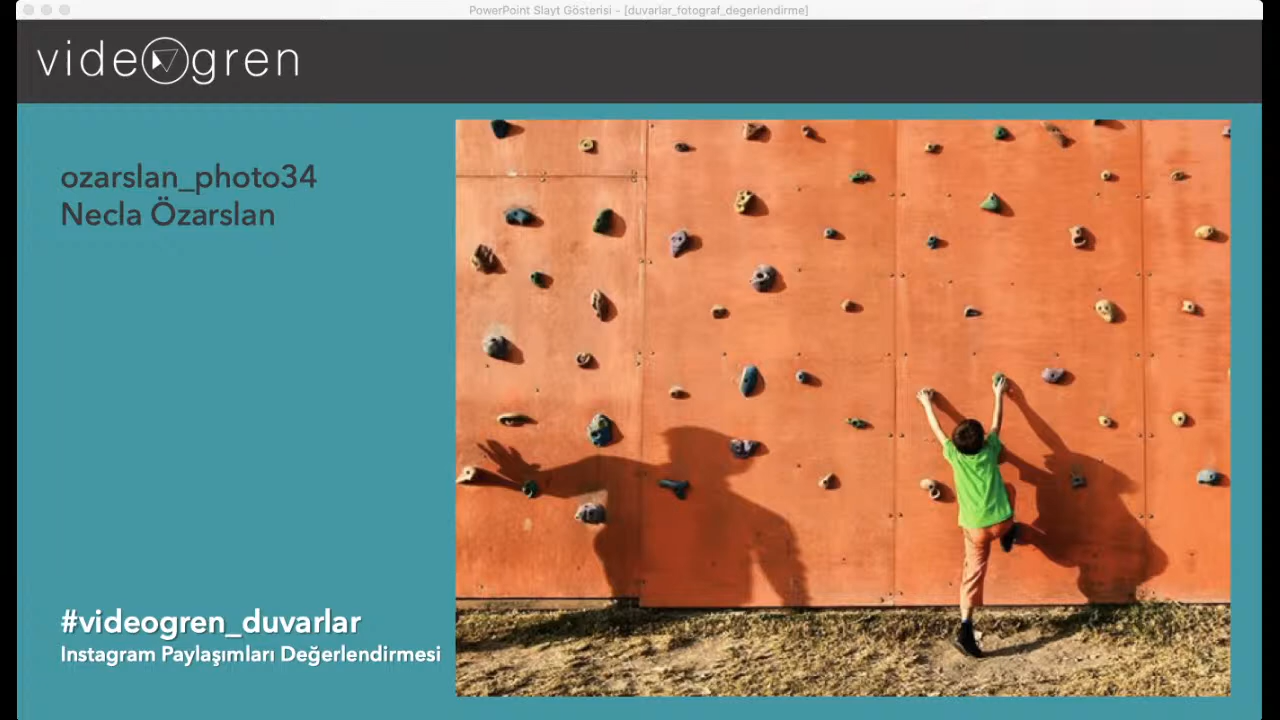 PowerPoint Slayt Gösterisi - [duvarlar_fotograf_degerlendirme]
videogren
ozarslan_photo34
Necla Özarslan
#videogren_duvarlar
Instagram Paylaşımları Değerlendirmesi